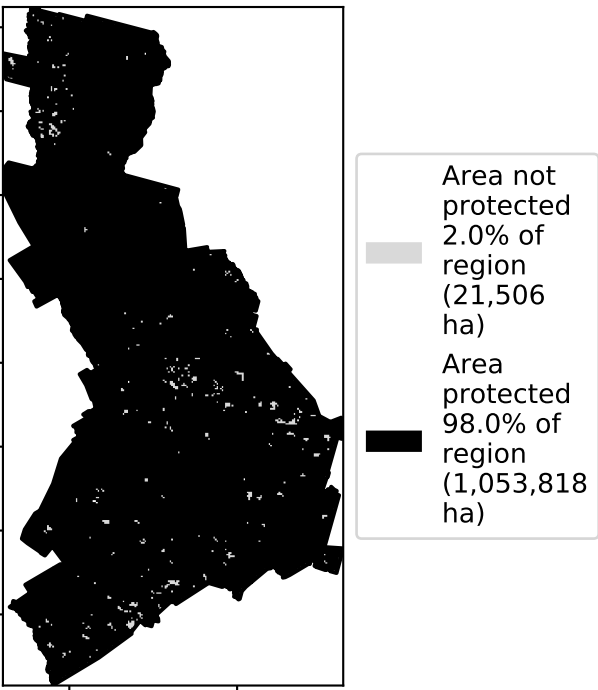 Area not
protected
2.0% of
region
(21,506
ha)
Area
protected
98.0% of
region
(1,053,818
ha)